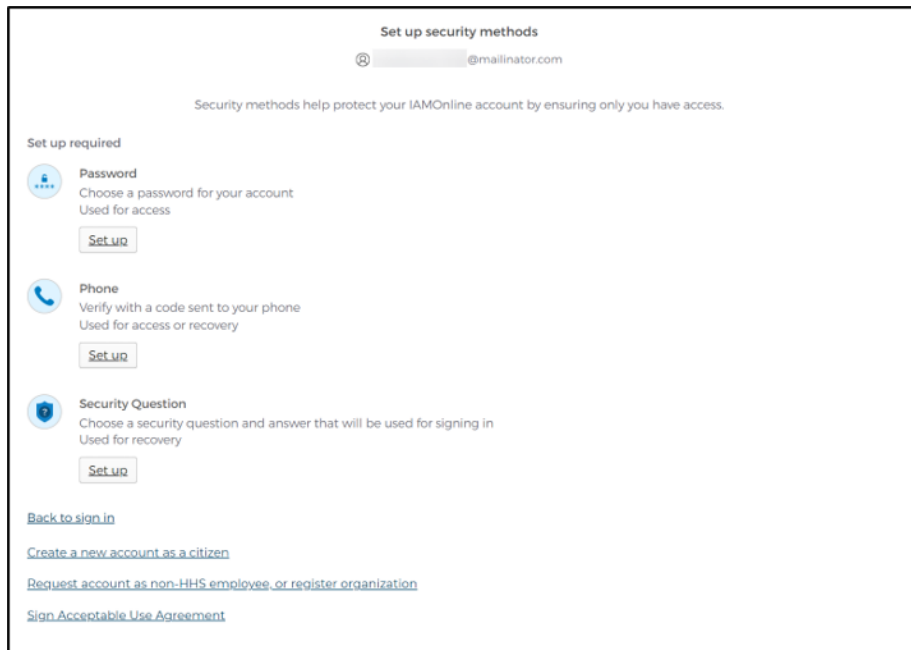 Set up security methods
@mailinator.com
Security methods help protect your IAMOnline account by ensuring only you have access.
Set up required
Password
Choose a password for your account
Used for access
Set up
Phone
Verify with a code sent to your phone
Used for access or recovery
Set up
Security Question
Choose a security question and answer that will be used for signing in
Used for recovery
Set up
Back to sign in
Create a new account as a citizen
Request account as non-HHS employee, or register organization
Sign Acceptable Use Agreement